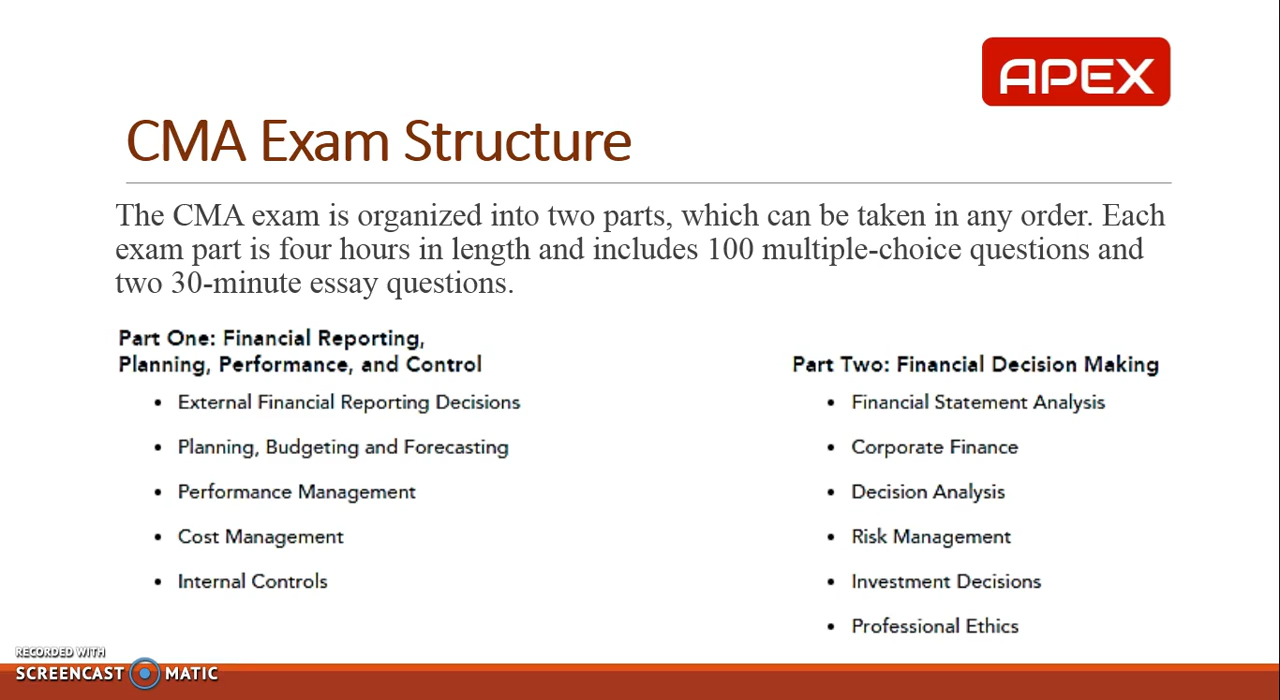 APEX
CMA Exam Structure
The CMA exam is organized into two parts, which can be taken in any order. Each
exam part is four hours in length and includes 100 multiple-choice questions and
two 30-minute essay questions.
Part One: Financial Reporting,
Planning, Performance, and Control
• External Financial Reporting Decisions
• Planning, Budgeting and Forecasting
• Performance Management
• Cost Management
• Internal Controls
Part Two: Financial Decision Making
• Financial Statement Analysis
• Corporate Finance
• Decision Analysis
• Risk Management
• Investment Decisions
• Professional Ethics
RECORDED WITH
SCREENCAST MATIC